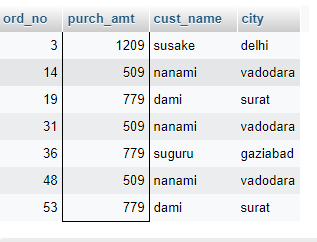 ord_no purch_amt cust_name city
3 1209 susake delhi
14 509 nanami vadodara
19 779 dami surat
31 509 nanami vadodara
36 779 suguru gaziabad
48 509 nanami vadodara
53 779 dami surat